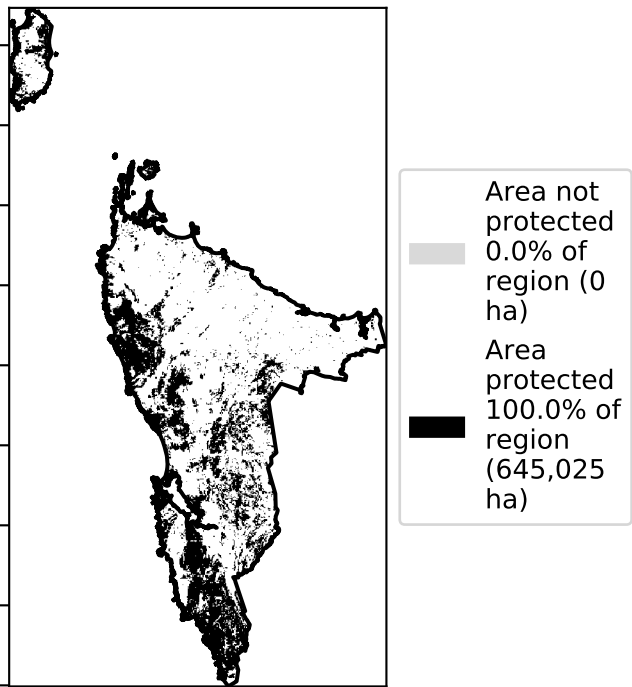 Area not
protected
0.0% of
region (0
ha)
Area
protected
100.0% of
region
(645,025
ha)